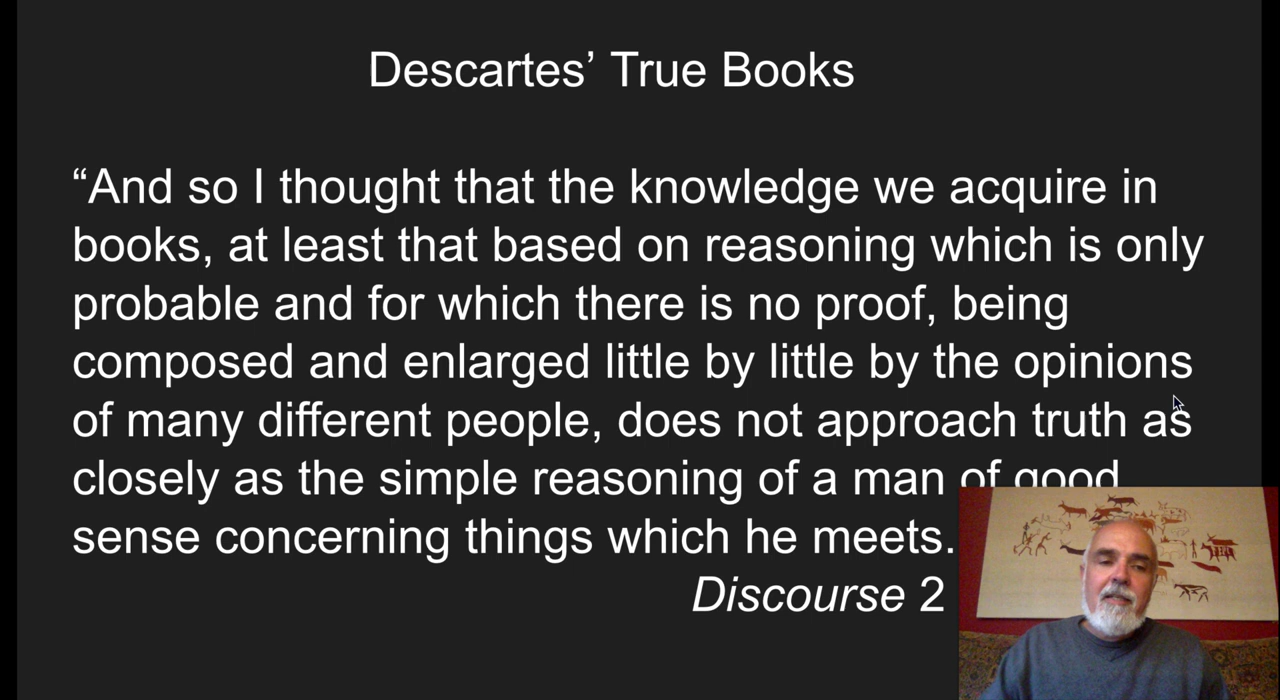 Descartes’ True Books
“And so I thought that the knowledge we acquire in
books, at least that based on reasoning which is only
probable and for which there is no proof, being
composed and enlarged little by little by the opinions
of many different people, does not approach truth as
closely as the simple reasoning of a man of good
sense concerning things which he meets.
Discourse 2